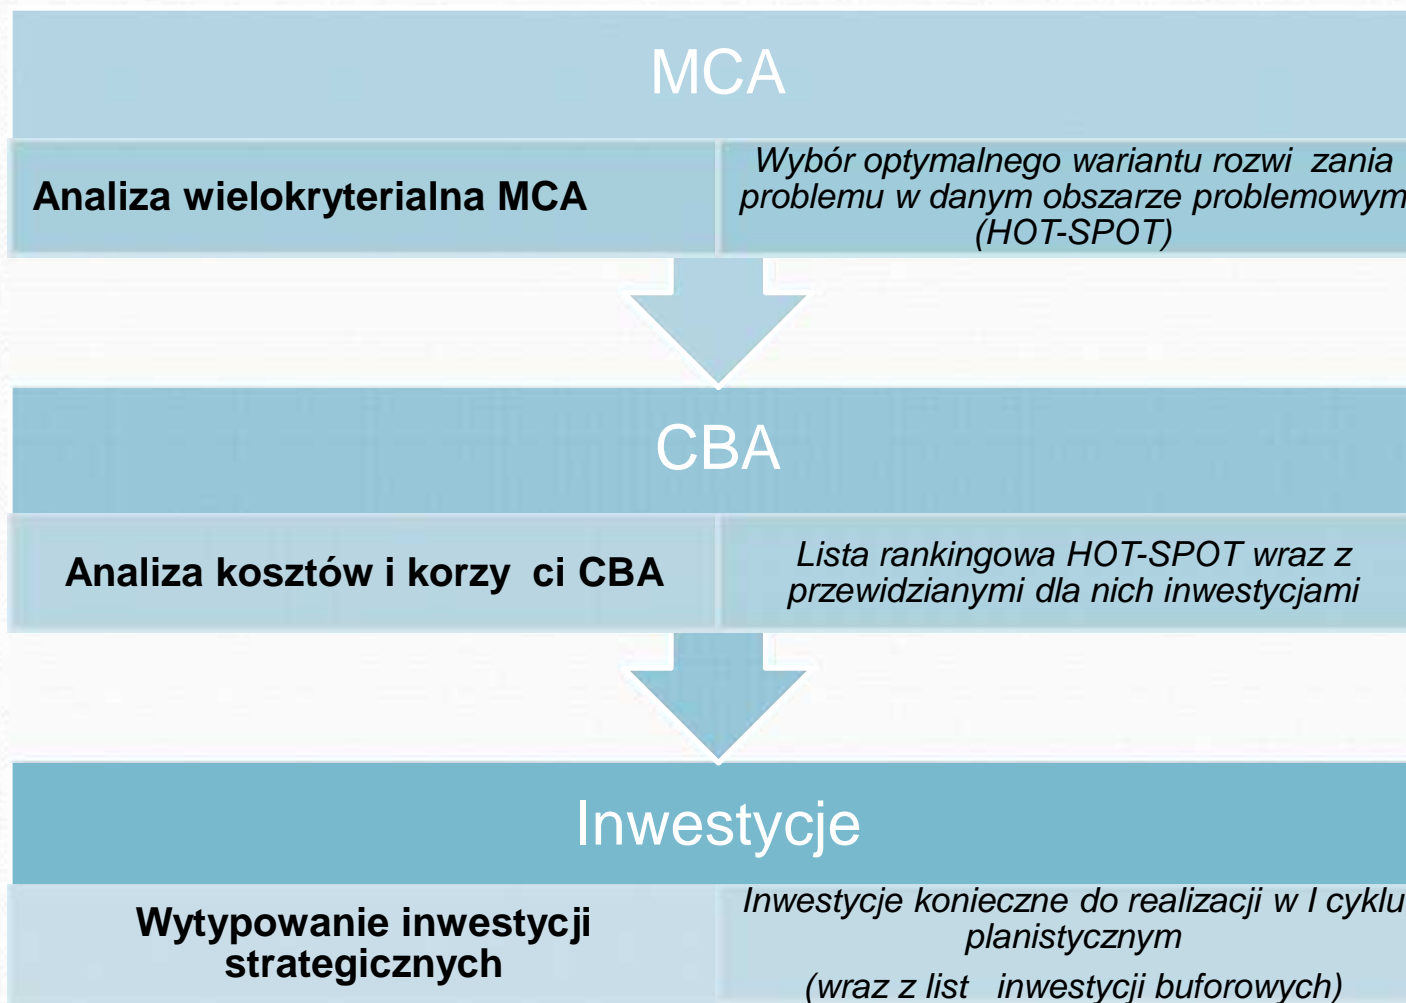 MCA
Analiza wielokryterialna MCA
Wybór optymalnego wariantu rozwi zania
problemu w danym obszarze problemowym
(HOT-SPOT)
CBA
Analiza kosztów i korzy ci CBA
Lista rankingowa HOT-SPOT wraz z
przewidzianymi dla nich inwestycjami
Inwestycje
Wytypowanie inwestycji
strategicznych
Inwestycje konieczne do realizacji w I cyklu
planistycznym
(wraz z list inwestycji buforowych)